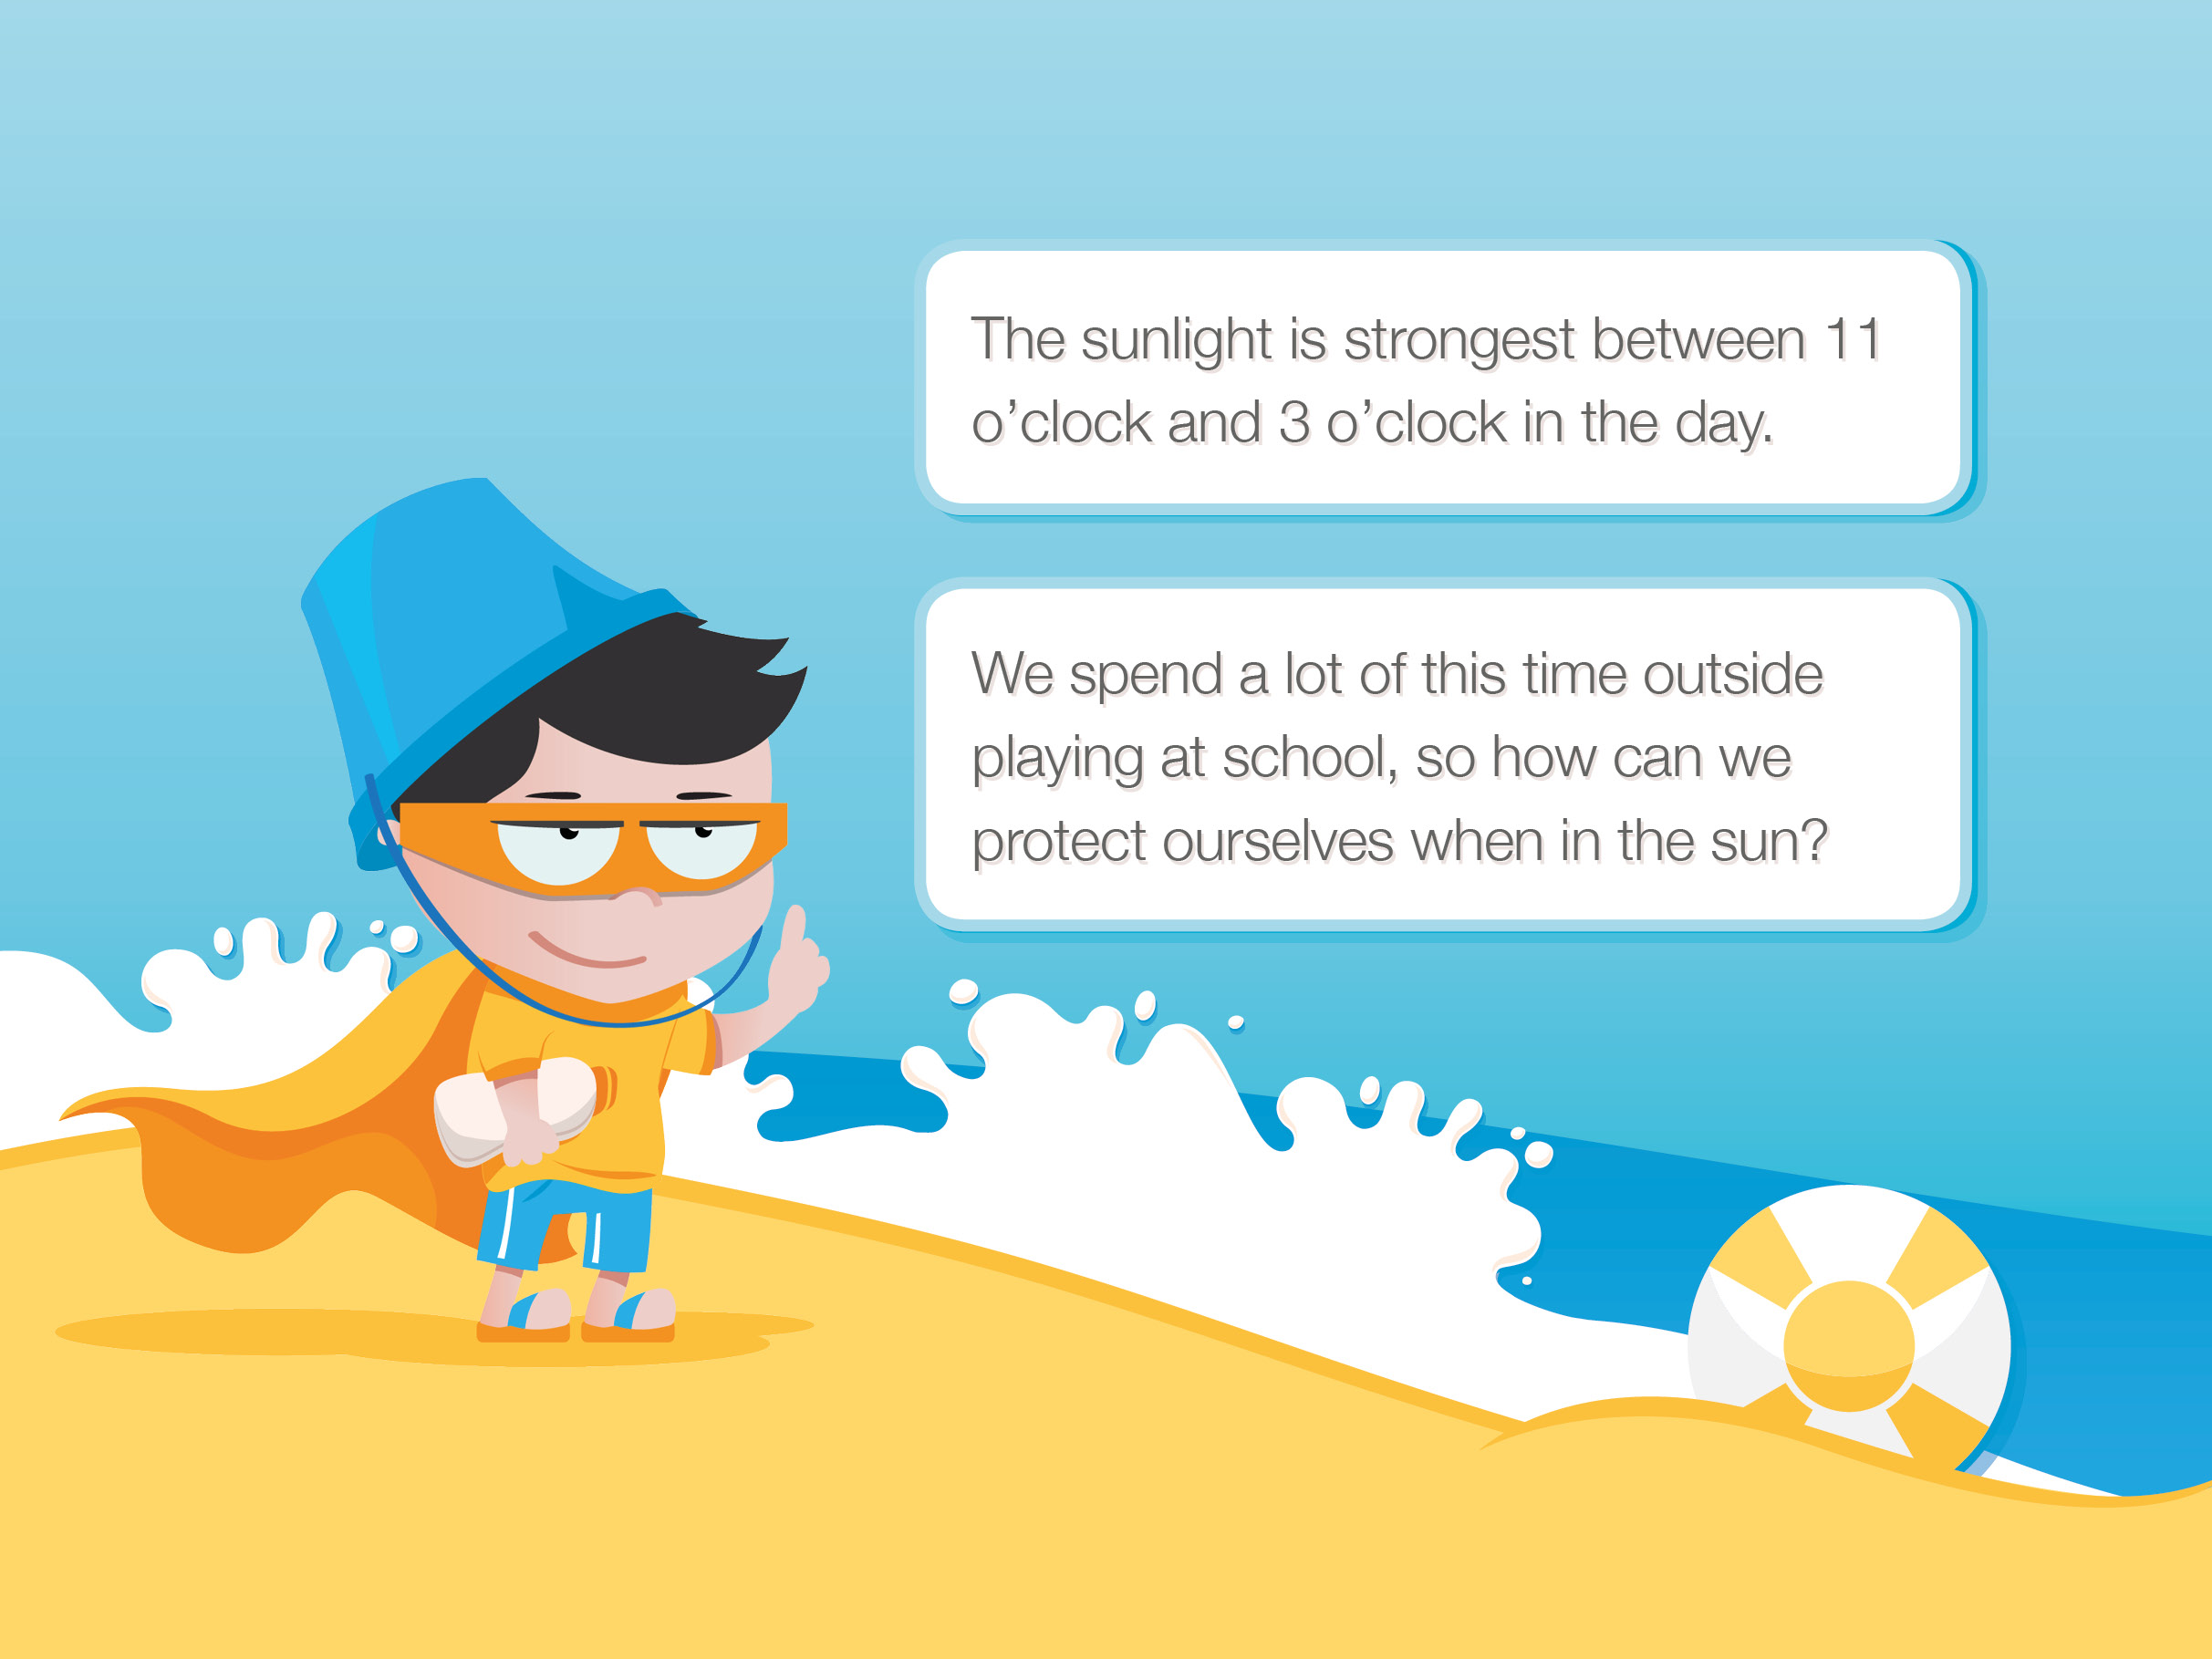 The sunlight is strongest between 11
o’clock and 3 o’clock in the day.
We spend a lot of this time outside
playing at school, so how can we
protect ourselves when in the sun?